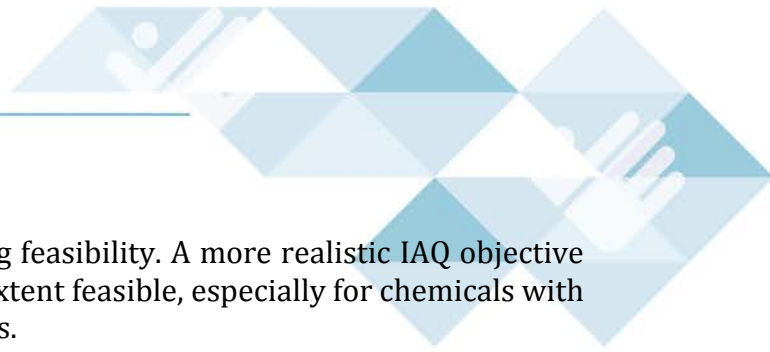 g feasibility. A more realistic IAQ objective
xtent feasible, especially for chemicals with
s.